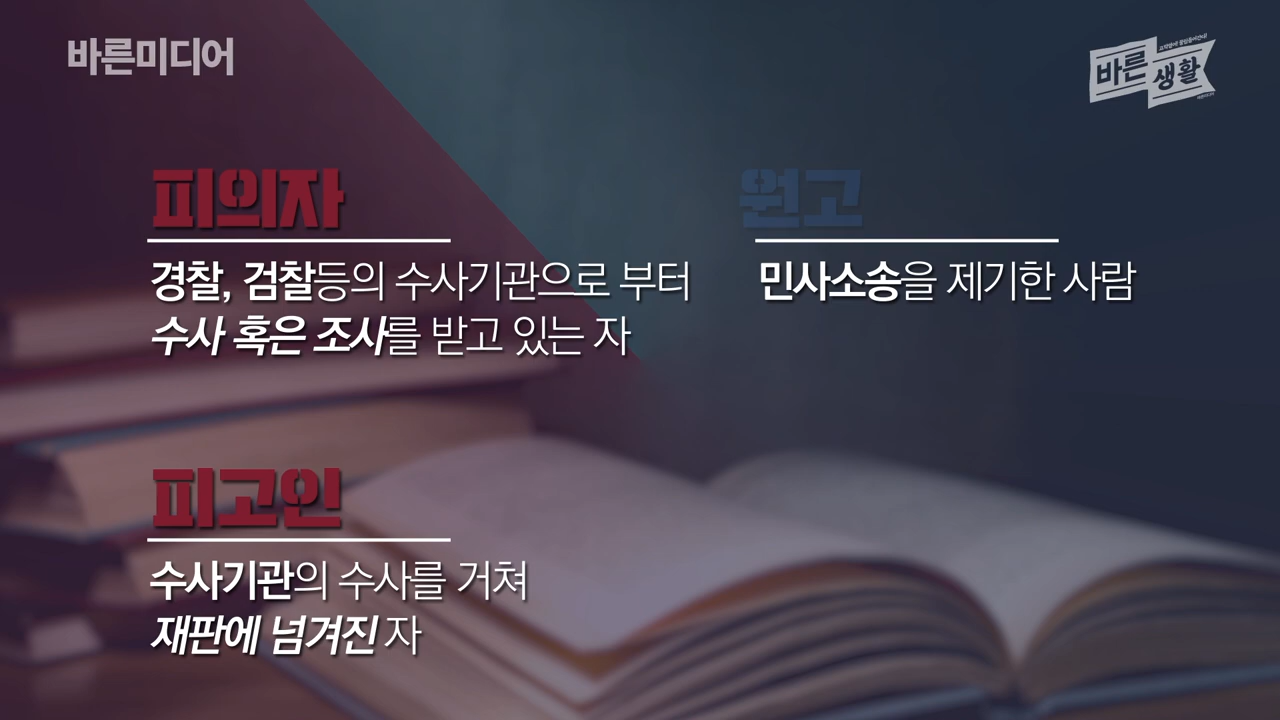 바른미디어
바른
생활
피의자
경찰, 검찰등의 수사기관으로 부터
수사 혹은 조사를 받고 있는 자
원고
민사소송을 제기한 사람
피고인
수사기관의 수사를 거쳐
재판에 넘겨진 자